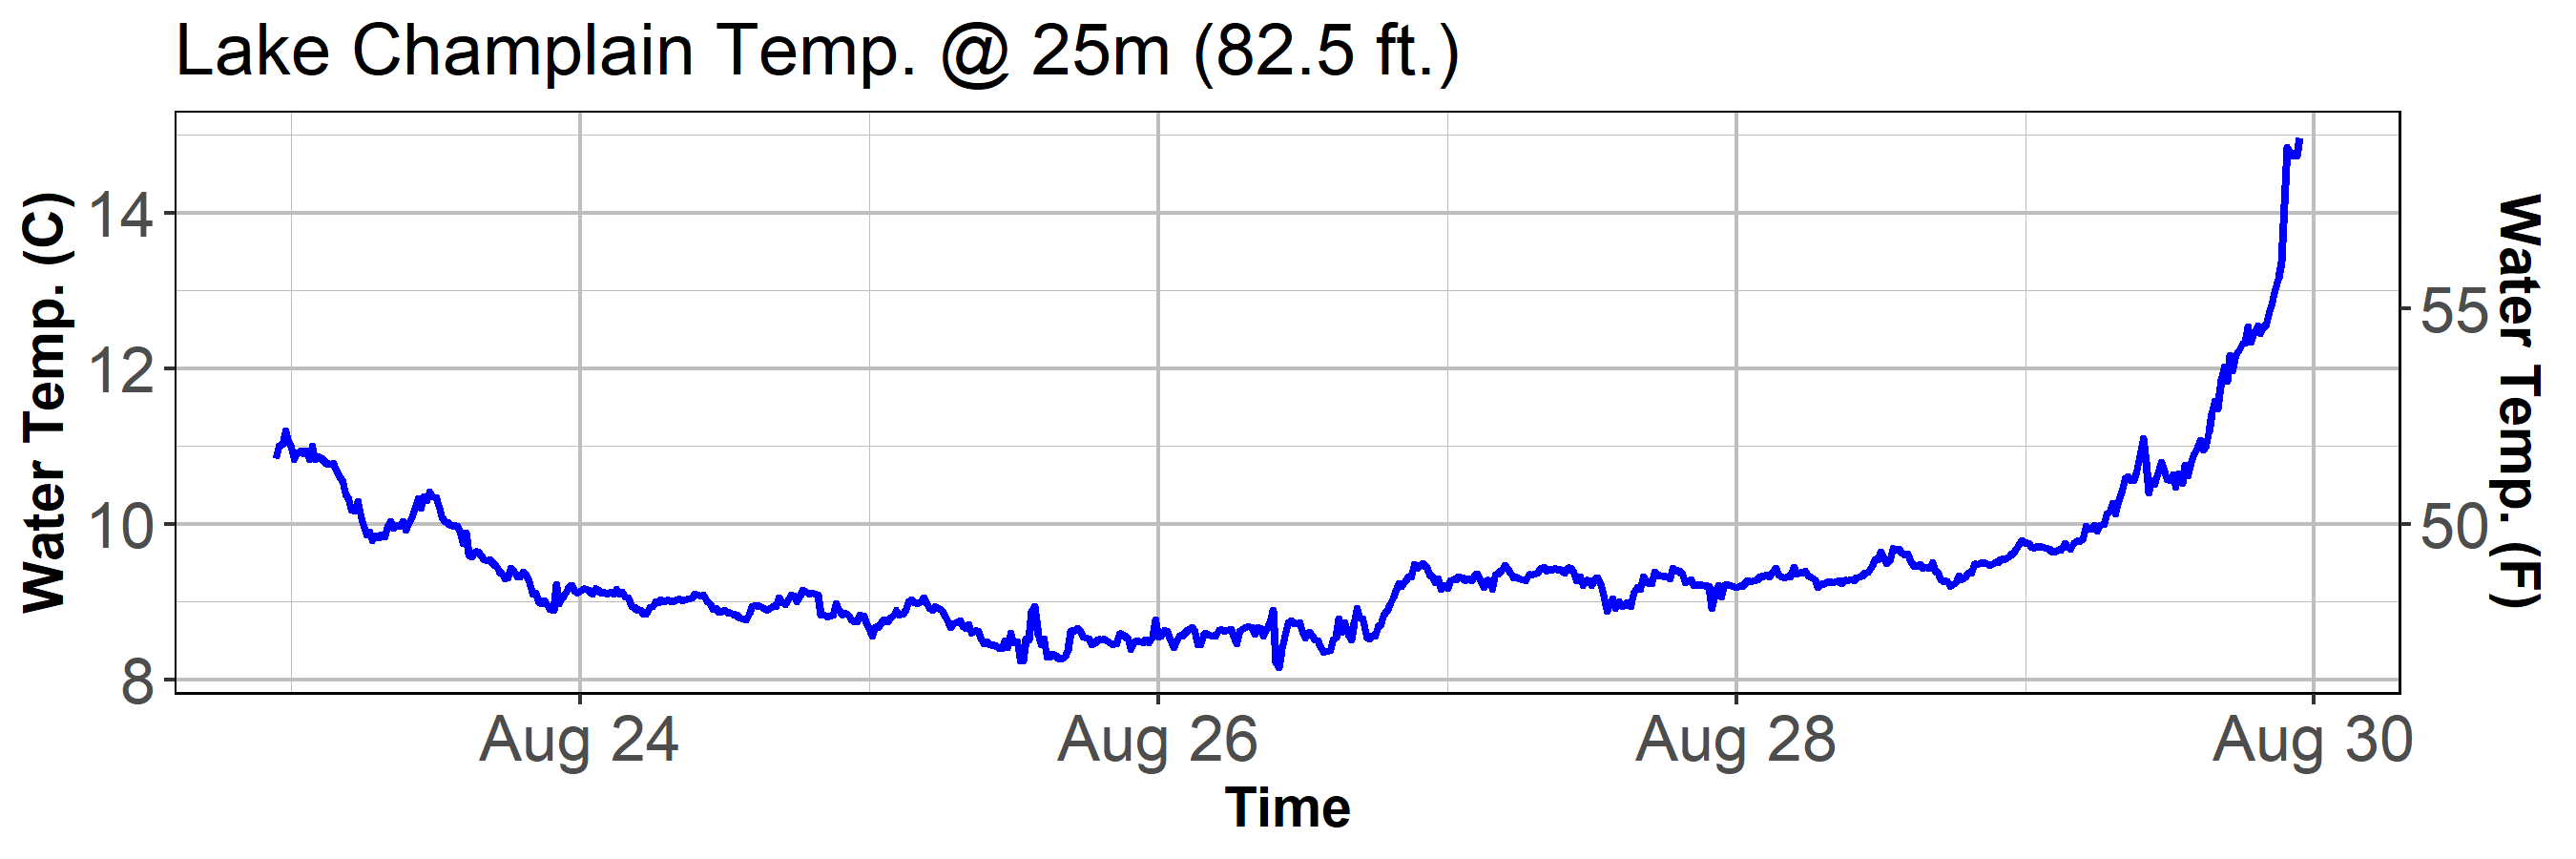 Lake Champlain Temp. @ 25m (82.5 ft.)
Water Temp. (C)
14
12
10
8
55
50
Water Temp. (F)
Aug 24
Aug 26
Aug 28
Aug 30
Time